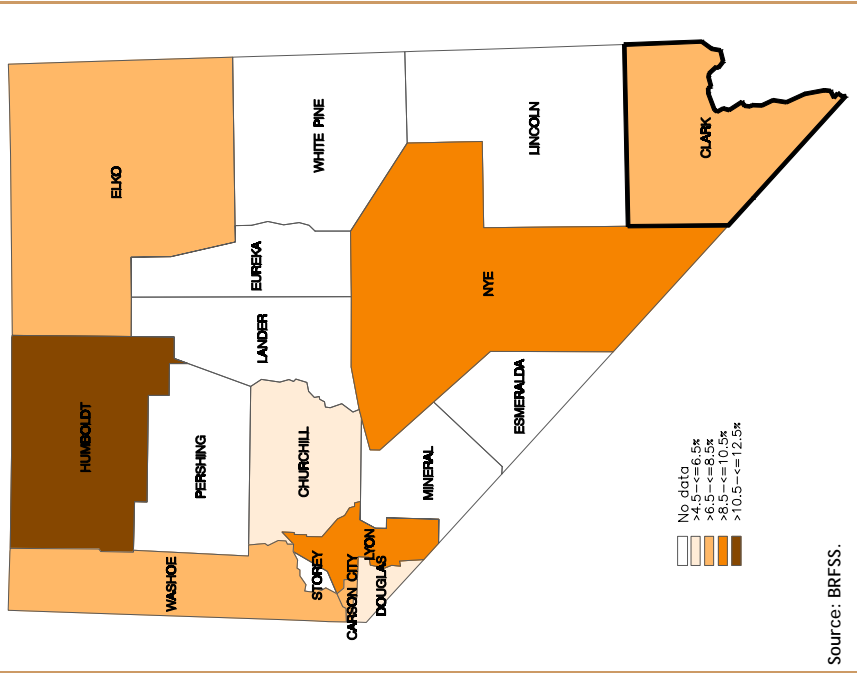 ELKO
WHITE PINE
LINCOLN
CLARK
EUREKA
NYE
LANDER
HUMBOLDT
PERSHING
CHURCHILL
ESMERALDA
MINERAL
WASHOE
STOREY
LYON
CARSON CITY
DOUGLAS
No data
>4.5-<=6.5%
>6.5-<=8.5%
>8.5-<=10.5%
>10.5-<=12.5%
Source: BRFSS.